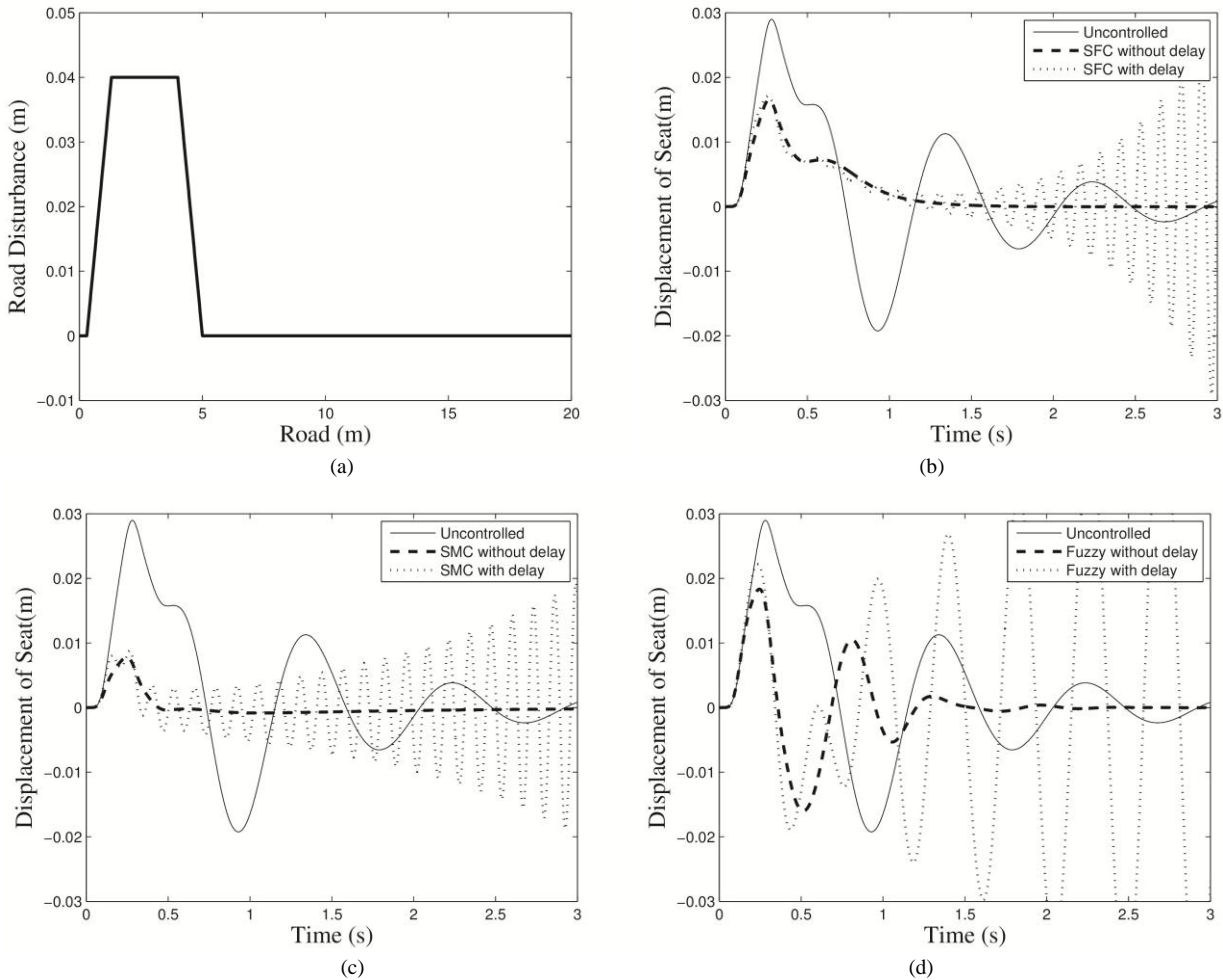 0.05
0.04
0.03
0.02
0.01
0
−0.01
Road Disturbance (m)
0
5
10
15
20
Road (m)
(a)
0.03
0.02
0.01
0
−0.01
−0.02
−0.03
Displacement of Seat(m)
Uncontrolled
SFC without delay
SFC with delay
0
0.5
1
1.5
2
2.5
3
Time (s)
(b)
0.03
0.02
0.01
0
−0.01
−0.02
−0.03
Displacement of Seat(m)
Uncontrolled
SMC without delay
SMC with delay
0
0.5
1
1.5
2
2.5
3
Time (s)
(c)
0.03
0.02
0.01
0
−0.01
−0.02
−0.03
Displacement of Seat(m)
Uncontrolled
Fuzzy without delay
Fuzzy with delay
0
0.5
1
1.5
2
2.5
3
Time (s)
(d)